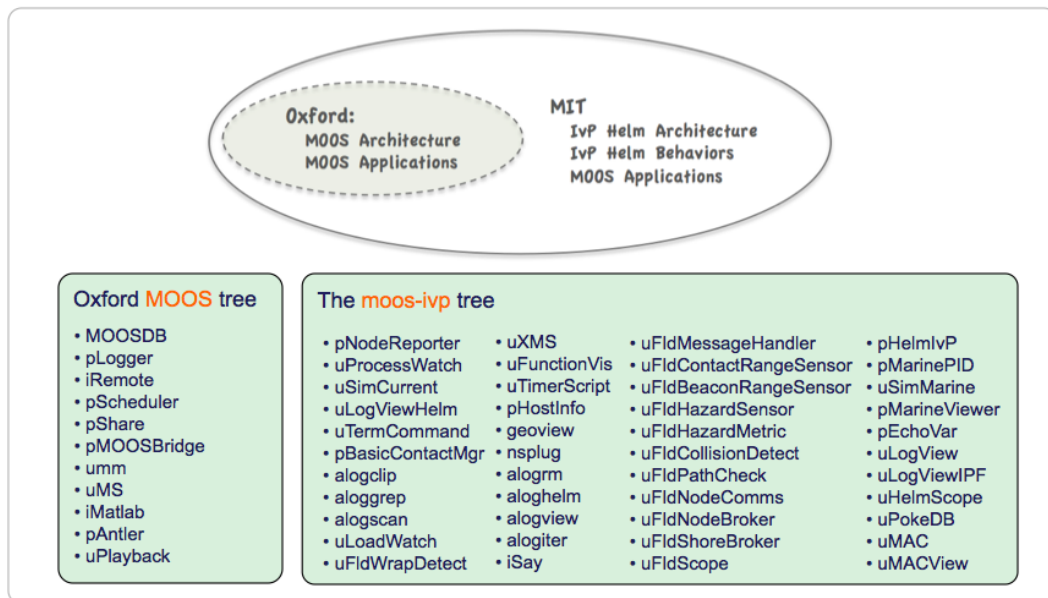 Oxford:
MOOS Architecture
MOOS Applications
MIT
IvP Helm Architecture
IvP Helm Behaviors
MOOS Applications
Oxford MOOS tree
• MOOSDB
• pLogger
• iRemote
• pScheduler
• pShare
• pMOOSBridge
• umm
• uMS
• iMatlab
• pAntler
• uPlayback
The moos-ivp tree
• pNodeReporter
• uProcessWatch
• uSimCurrent
• uLogViewHelm
• uTermCommand
• pBasicContactMgr
• alogclip
• aloggrep
• alogscan
• uLoadWatch
• uFldWrapDetect
• uXMS
• uFunctionVis
• uTimerScript
• pHostInfo
• geoview
• nsplug
• alogrm
• aloghelm
• alogview
• alogiter
• iSay
• uFldMessageHandler
• uFldContactRangeSensor
• uFldBeaconRangeSensor
• uFldHazardSensor
• uFldHazardMetric
• uFldCollisionDetect
• uFldPathCheck
• uFldNodeComms
• uFldNodeBroker
• uFldShoreBroker
• uFldScope
• pHelmIvP
• pMarinePID
• uSimMarine
• pMarineViewer
• pEchoVar
• uLogView
• uLogViewIPF
• uHelmScope
• uPokeDB
• uMAC
• uMACView